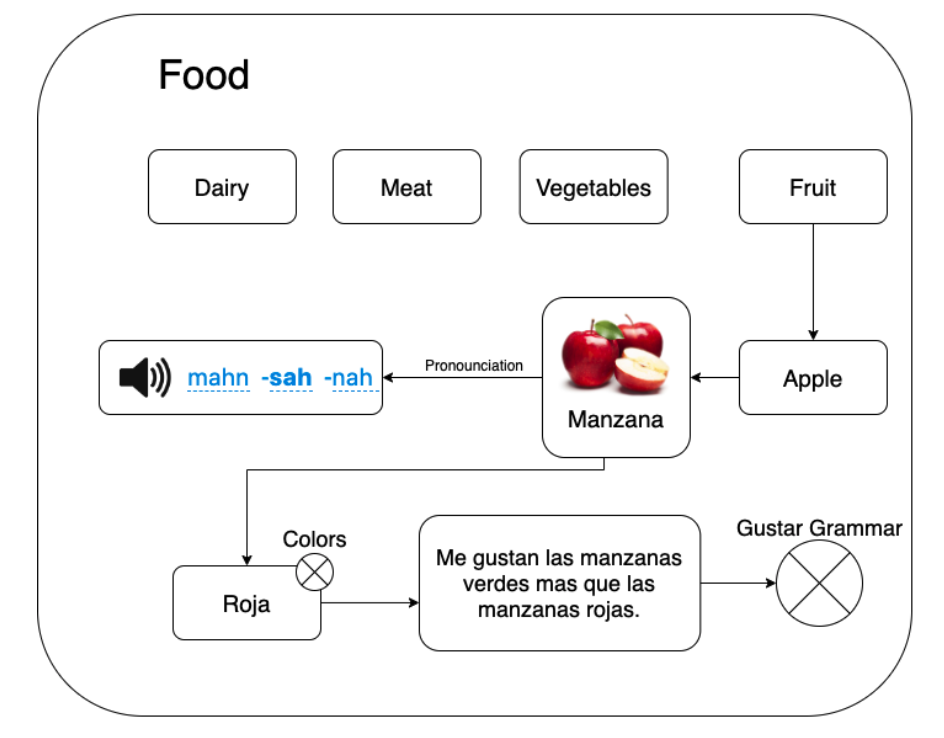 Food
Dairy
Meat
Vegetables
Fruit
Pronounciation
mahn -sah -nah
Manzana
Apple
Colors
Roja
Me gustan las manzanas
verdes mas que las
manzanas rojas.
Gustar Grammar